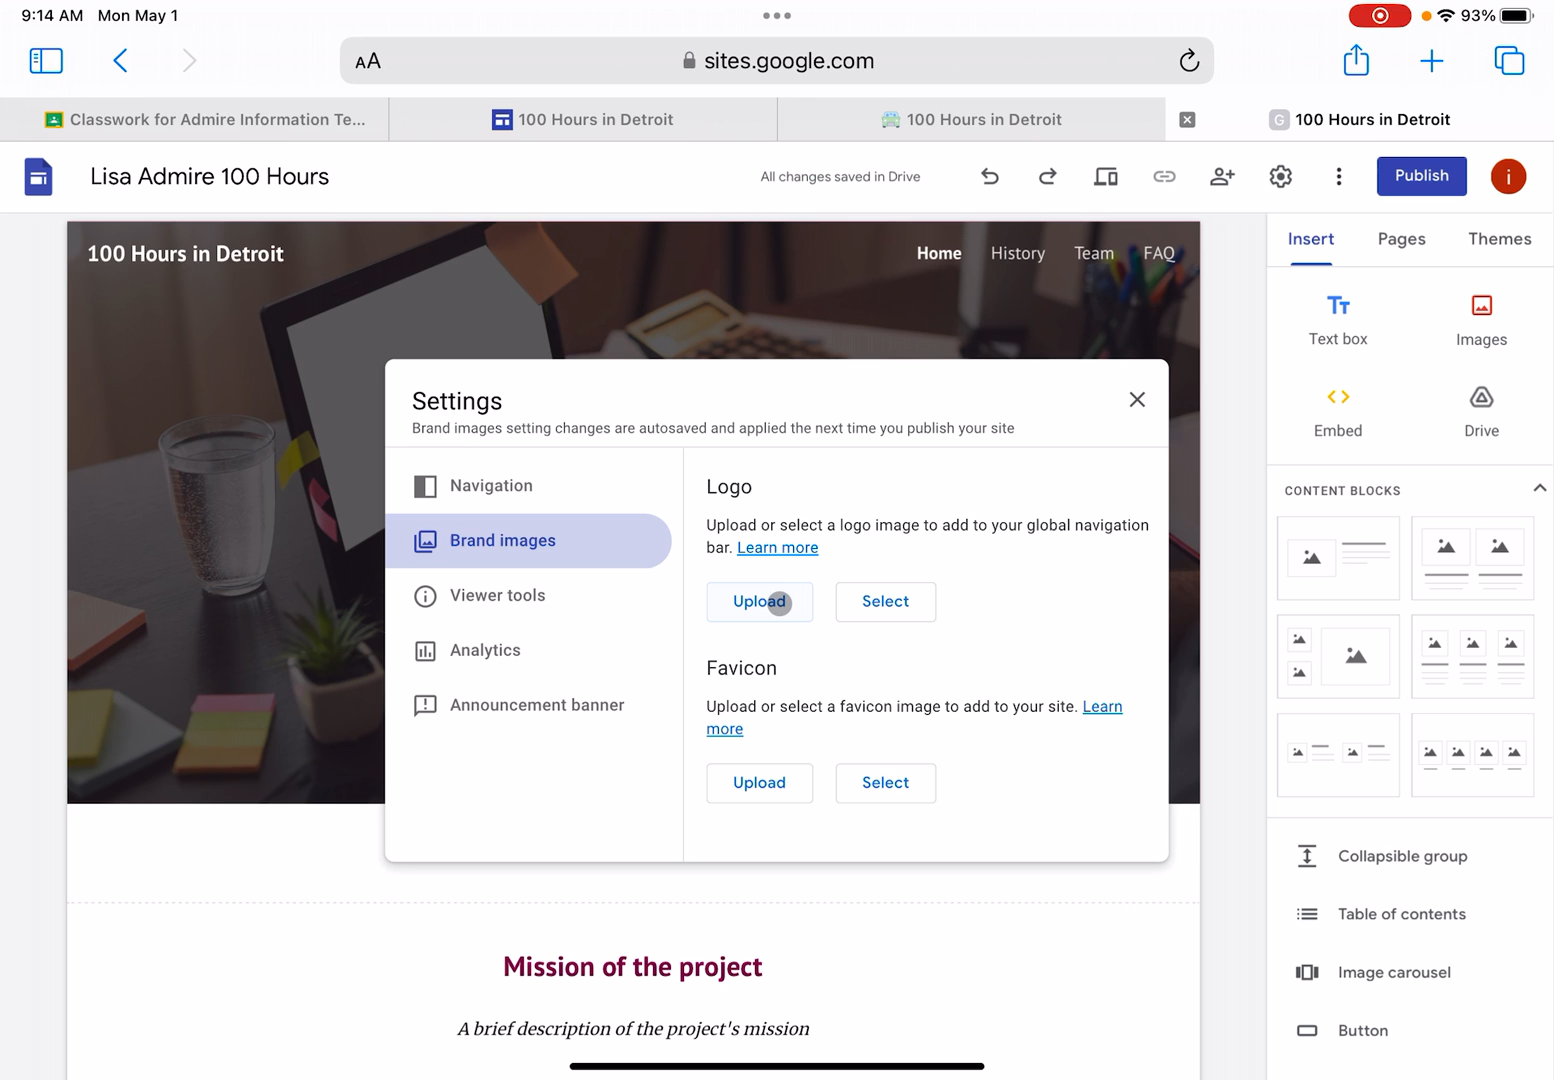 9:14 AM Mon May 1
93%
AA sites.google.com
Classwork for Admire Information Te...
100 Hours in Detroit
100 Hours in Detroit
G 100 Hours in Detroit
Lisa Admire 100 Hours
All changes saved in Drive
Publish
i
100 Hours in Detroit
Home History Team FAQ
Insert Pages Themes
Tт
Text box
Images
Embed
Drive
CONTENT BLOCKS
Collapsible group
Table of contents
Image carousel
Button
Settings
Brand images setting changes are autosaved and applied the next time you publish your site
Navigation
Brand images
Viewer tools
Analytics
Announcement banner
Logo
Upload or select a logo image to add to your global navigation
bar. Learn more
Upload Select
Favicon
Upload or select a favicon image to add to your site. Learn
more
Upload Select
Mission of the project
A brief description of the project's mission